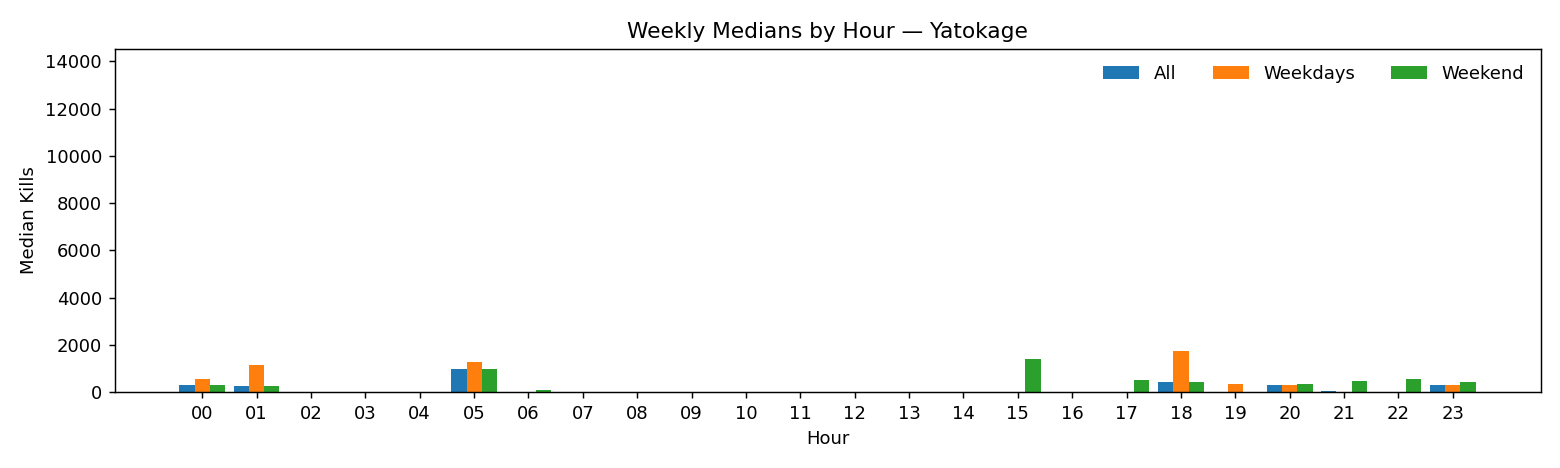 Weekly Medians by Hour — Yatokage
All Weekdays Weekend
14000
12000
10000
8000
6000
4000
2000
0
Median Kills
00 01 02 03 04 05 06 07 08 09 10 11 12 13 14 15 16 17 18 19 20 21 22 23
Hour